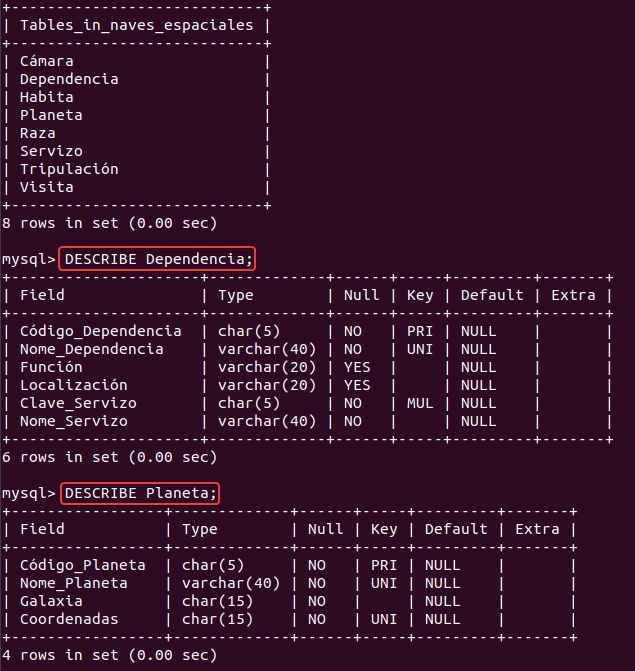 +----------------------------+
| Tables_in_naves_espaciales |
+----------------------------+
| Cámara                     |
| Dependencia                |
| Habita                     |
| Planeta                    |
| Raza                       |
| Servizo                    |
| Tripulación                |
| Visita                     |
+----------------------------+
8 rows in set (0.00 sec)
mysql> DESCRIBE Dependencia;
+---------------------+-------------+------+-----+---------+-------+
| Field               | Type        | Null | Key | Default | Extra |
+---------------------+-------------+------+-----+---------+-------+
| Código_Dependencia  | char(5)     | NO   | PRI | NULL    |       |
| Nome_Dependencia    | varchar(40) | NO   | UNI | NULL    |       |
| Función             | varchar(20) | YES  |     | NULL    |       |
| Localización        | varchar(20) | YES  |     | NULL    |       |
| Clave_Servizo       | char(5)     | NO   | MUL | NULL    |       |
| Nome_Servizo        | varchar(40) | NO   |     | NULL    |       |
+---------------------+-------------+------+-----+---------+-------+
6 rows in set (0.00 sec)
mysql> DESCRIBE Planeta;
+-----------------+-------------+------+-----+---------+-------+
| Field           | Type        | Null | Key | Default | Extra |
+-----------------+-------------+------+-----+---------+-------+
| Código_Planeta  | char(5)     | NO   | PRI | NULL    |       |
| Nome_Planeta    | varchar(40) | NO   | UNI | NULL    |       |
| Galaxia         | char(15)    | NO   |     | NULL    |       |
| Coordenadas     | char(15)    | NO   | UNI | NULL    |       |
+-----------------+-------------+------+-----+---------+-------+
4 rows in set (0.00 sec)